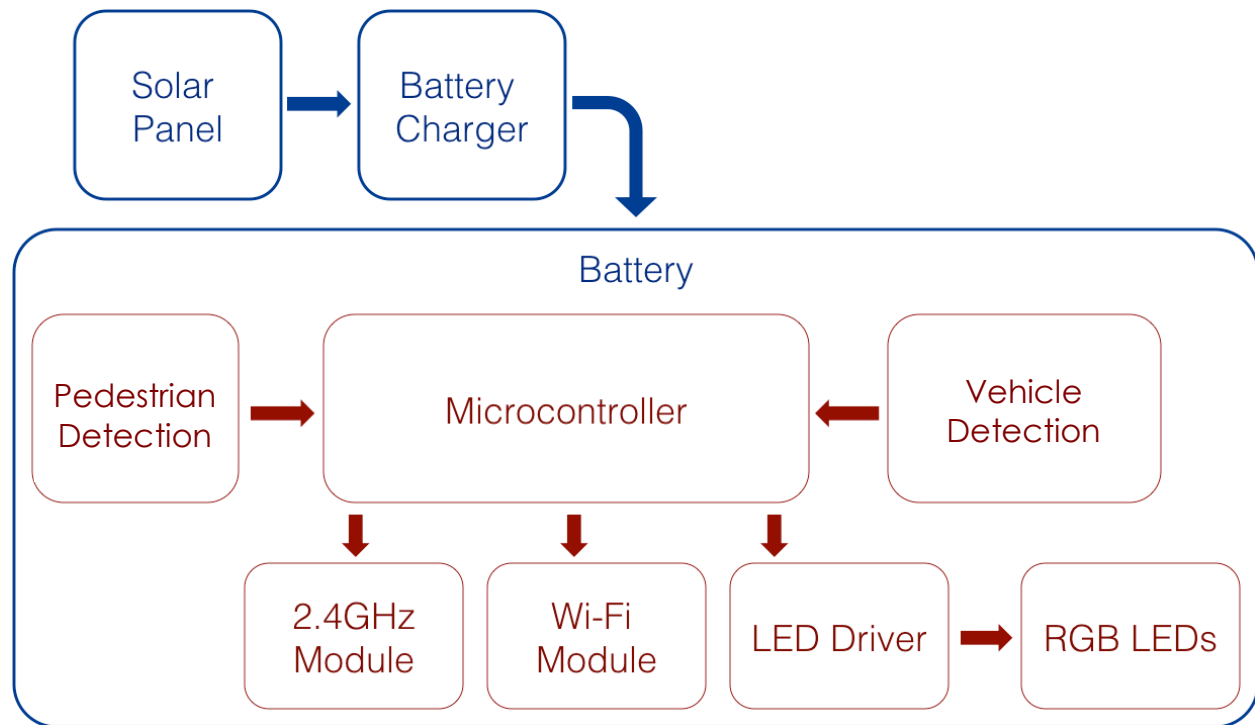 Solar
Panel
Battery
Charger
Battery
Pedestrian
Detection
Microcontroller
Vehicle
Detection
2.4GHz
Module
Wi-Fi
Module
LED Driver
RGB LEDs